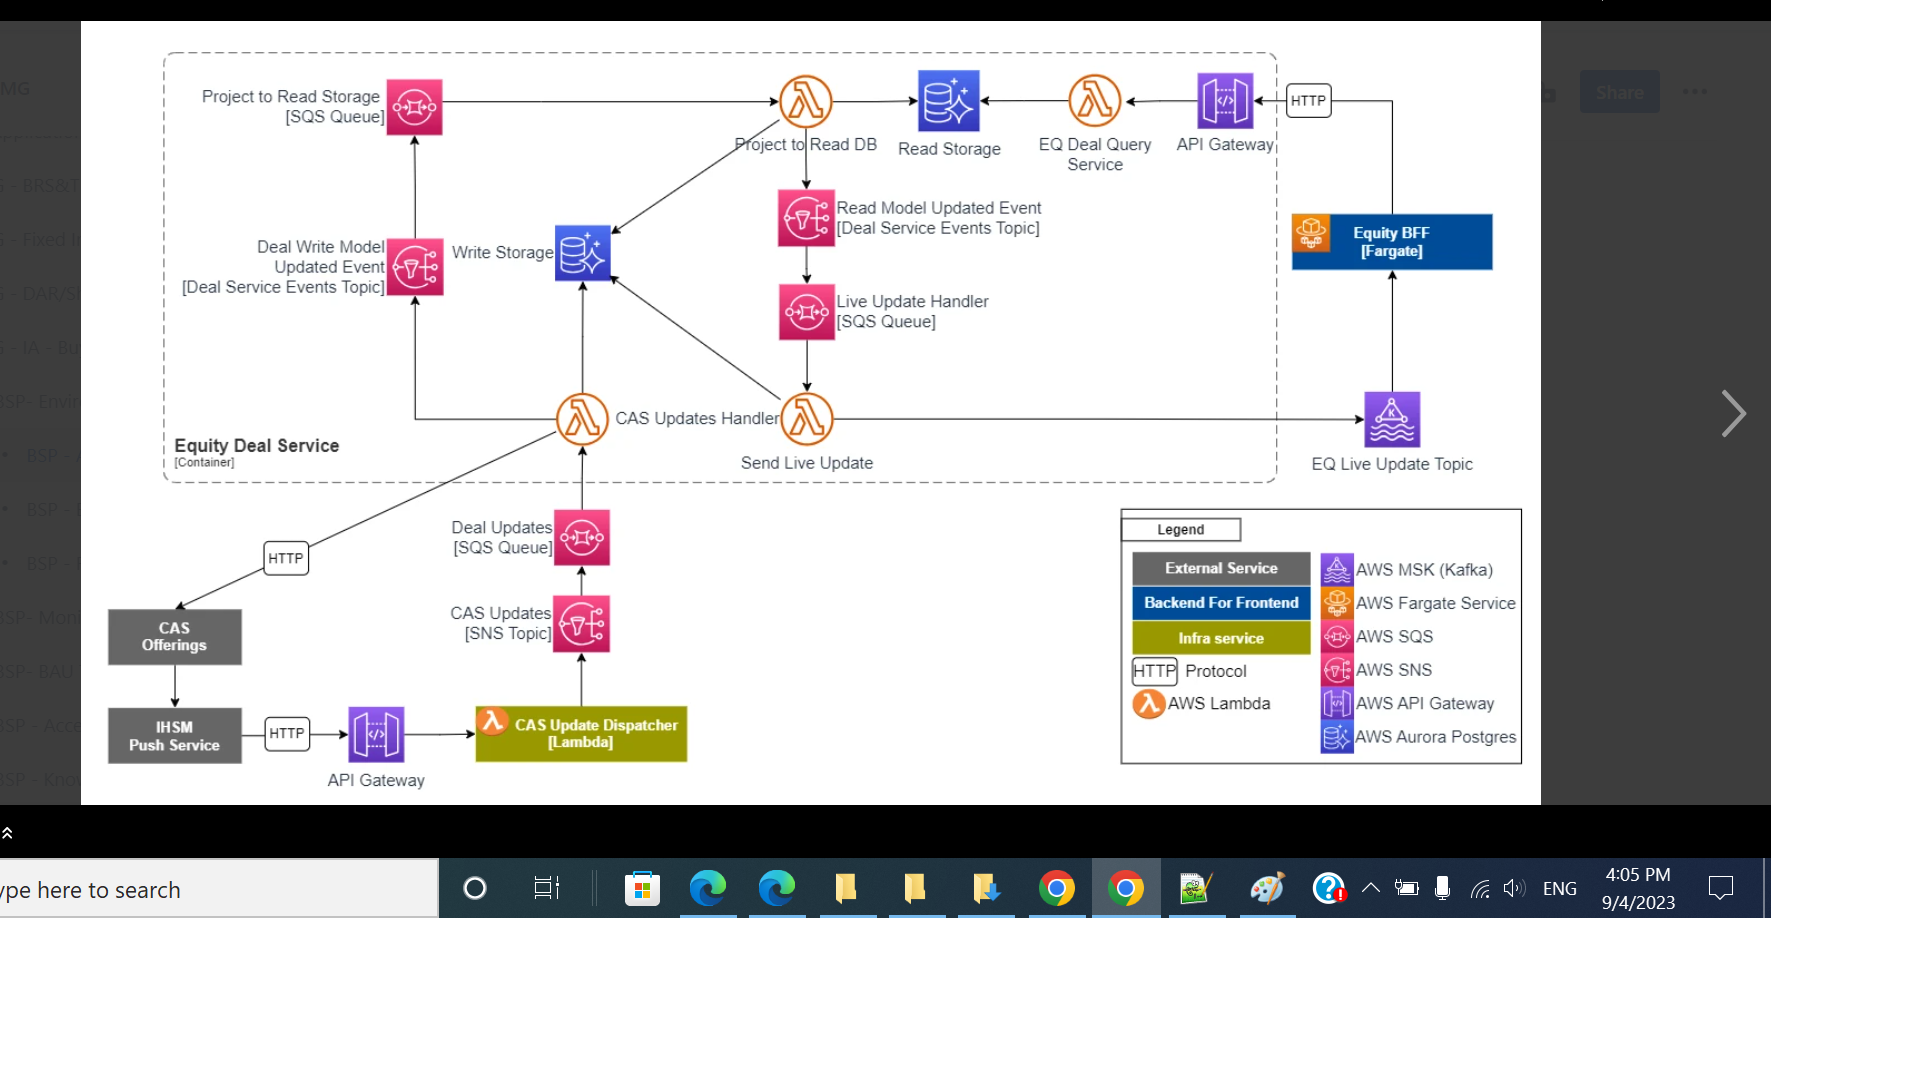 MG
Share
Project to Read Storage
[SQS Queue]
Project to Read DB
Read Storage
EQ Deal Query
Service
API Gateway
HTTP
Deal Write Model
Updated Event
[Deal Service Events Topic]
Write Storage
Read Model Updated Event
[Deal Service Events Topic]
Live Update Handler
[SQS Queue]
Equity BFF
[Fargate]
CAS Updates Handler
Send Live Update
EQ Live Update Topic
Equity Deal Service
[Container]
HTTP
Deal Updates
[SQS Queue]
CAS Updates
[SNS Topic]
CAS
Offerings
IHSM
Push Service
HTTP
API Gateway
CAS Update Dispatcher
[Lambda]
Legend
External Service
Backend For Frontend
Infra service
HTTP Protocol
AWS Lambda
AWS MSK (Kafka)
AWS Fargate Service
AWS SQS
AWS SNS
AWS API Gateway
AWS Aurora Postgres
ype here to search
ENG
4:05 PM
9/4/2023